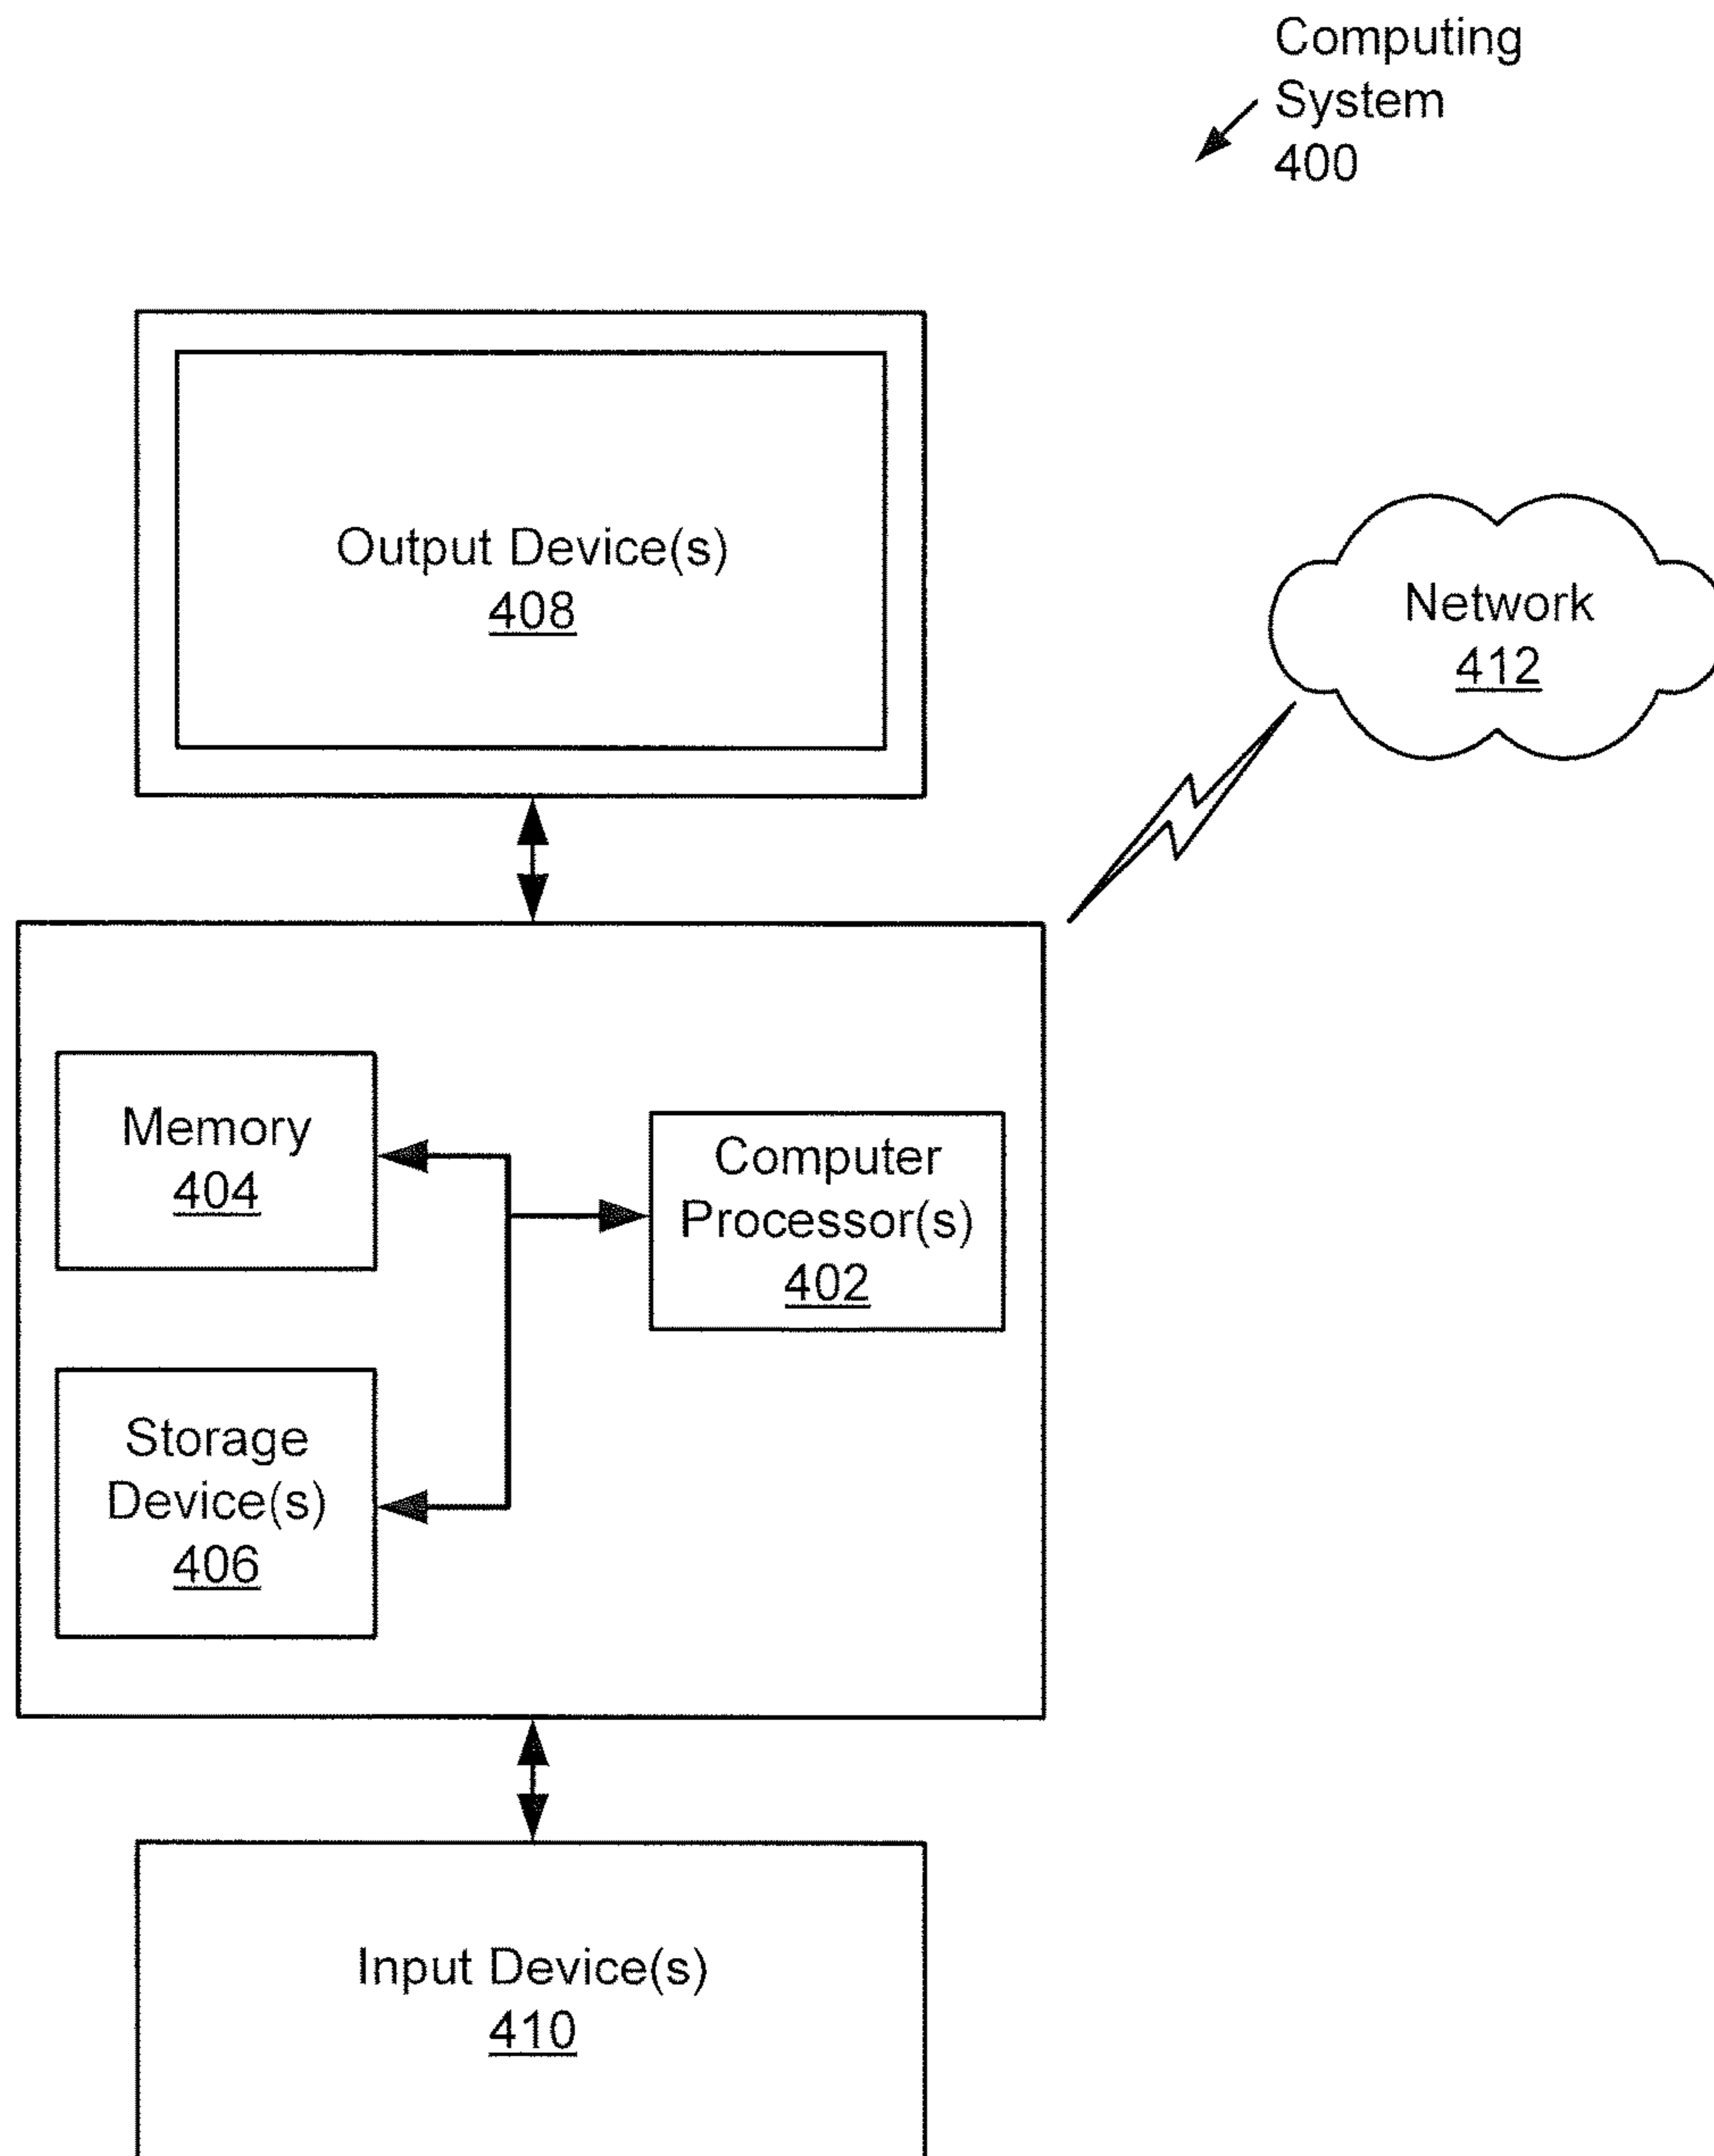 Computing
System
400
Output Device(s)
408
Network
412
Memory
404
Computer
Processor(s)
402
Storage
Device(s)
406
Input Device(s)
410